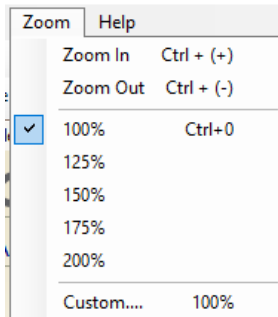 Zoom Help
Zoom In Ctrl + (+)
Zoom Out Ctrl + (-)
100% Ctrl+0
125%
150%
175%
200%
Custom.... 100%